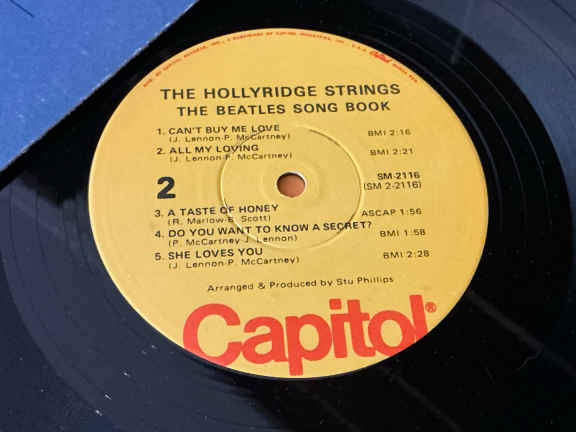 THE HOLLYRIDGE STRINGS
THE BEATLES SONG BOOK
1. CAN'T BUY ME LOVE BMI 2:16
(J. Lennon-P. McCartney)
2. ALL MY LOVING BMI 2:21
(J. Lennon-P. McCartney)
2
SM-2116
(SM 2-2116)
3. A TASTE OF HONEY ASCAP 1:56
(R. Marlow-B. Scott)
4. DO YOU WANT TO KNOW A SECRET? BMI 1:58
(P. McCartney J. Lennon)
5. SHE LOVES YOU BMI 2:28
(J. Lennon-P. McCartney)
Arranged & Produced by Stu Phillips
Capitol®